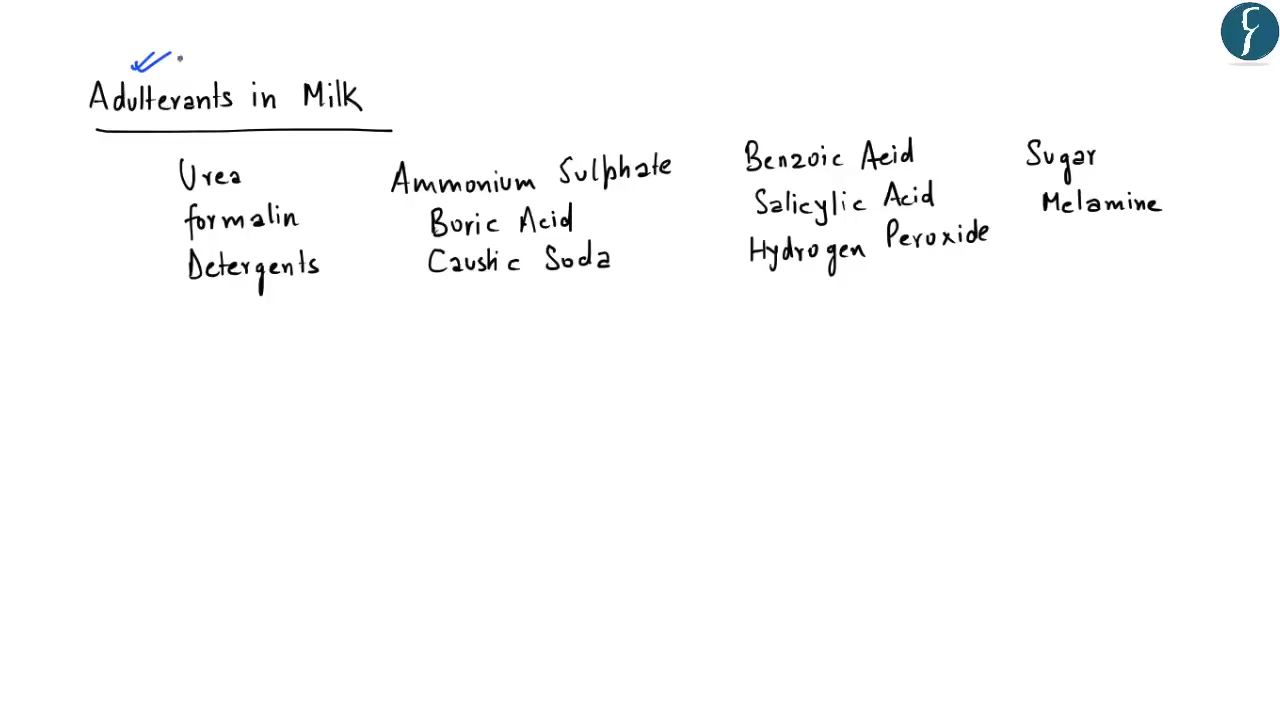 Adulterants in Milk
Urea
formalin
Detergents
Ammonium Sulphate
Boric Acid
Caustic Soda
Benzoic Acid
Salicylic Acid
Hydrogen Peroxide
Sugar
Melamine